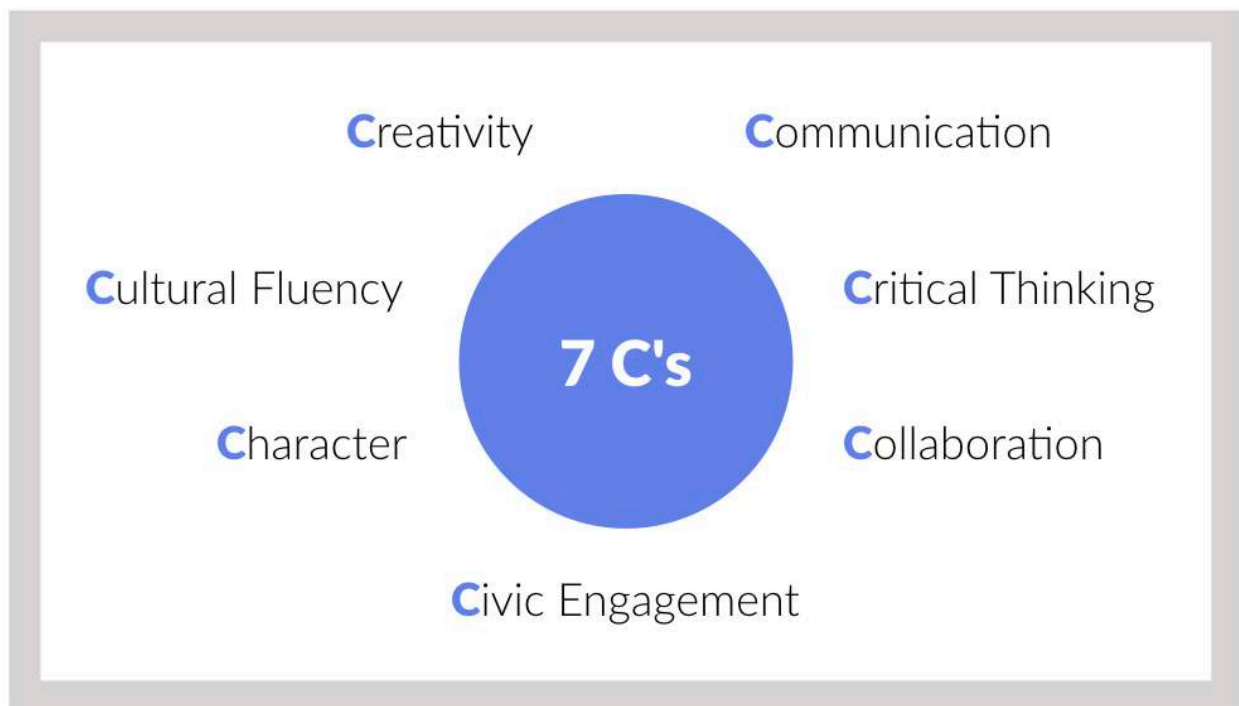 Creativity
Communication
Cultural Fluency
Critical Thinking
7 C's
Character
Collaboration
Civic Engagement